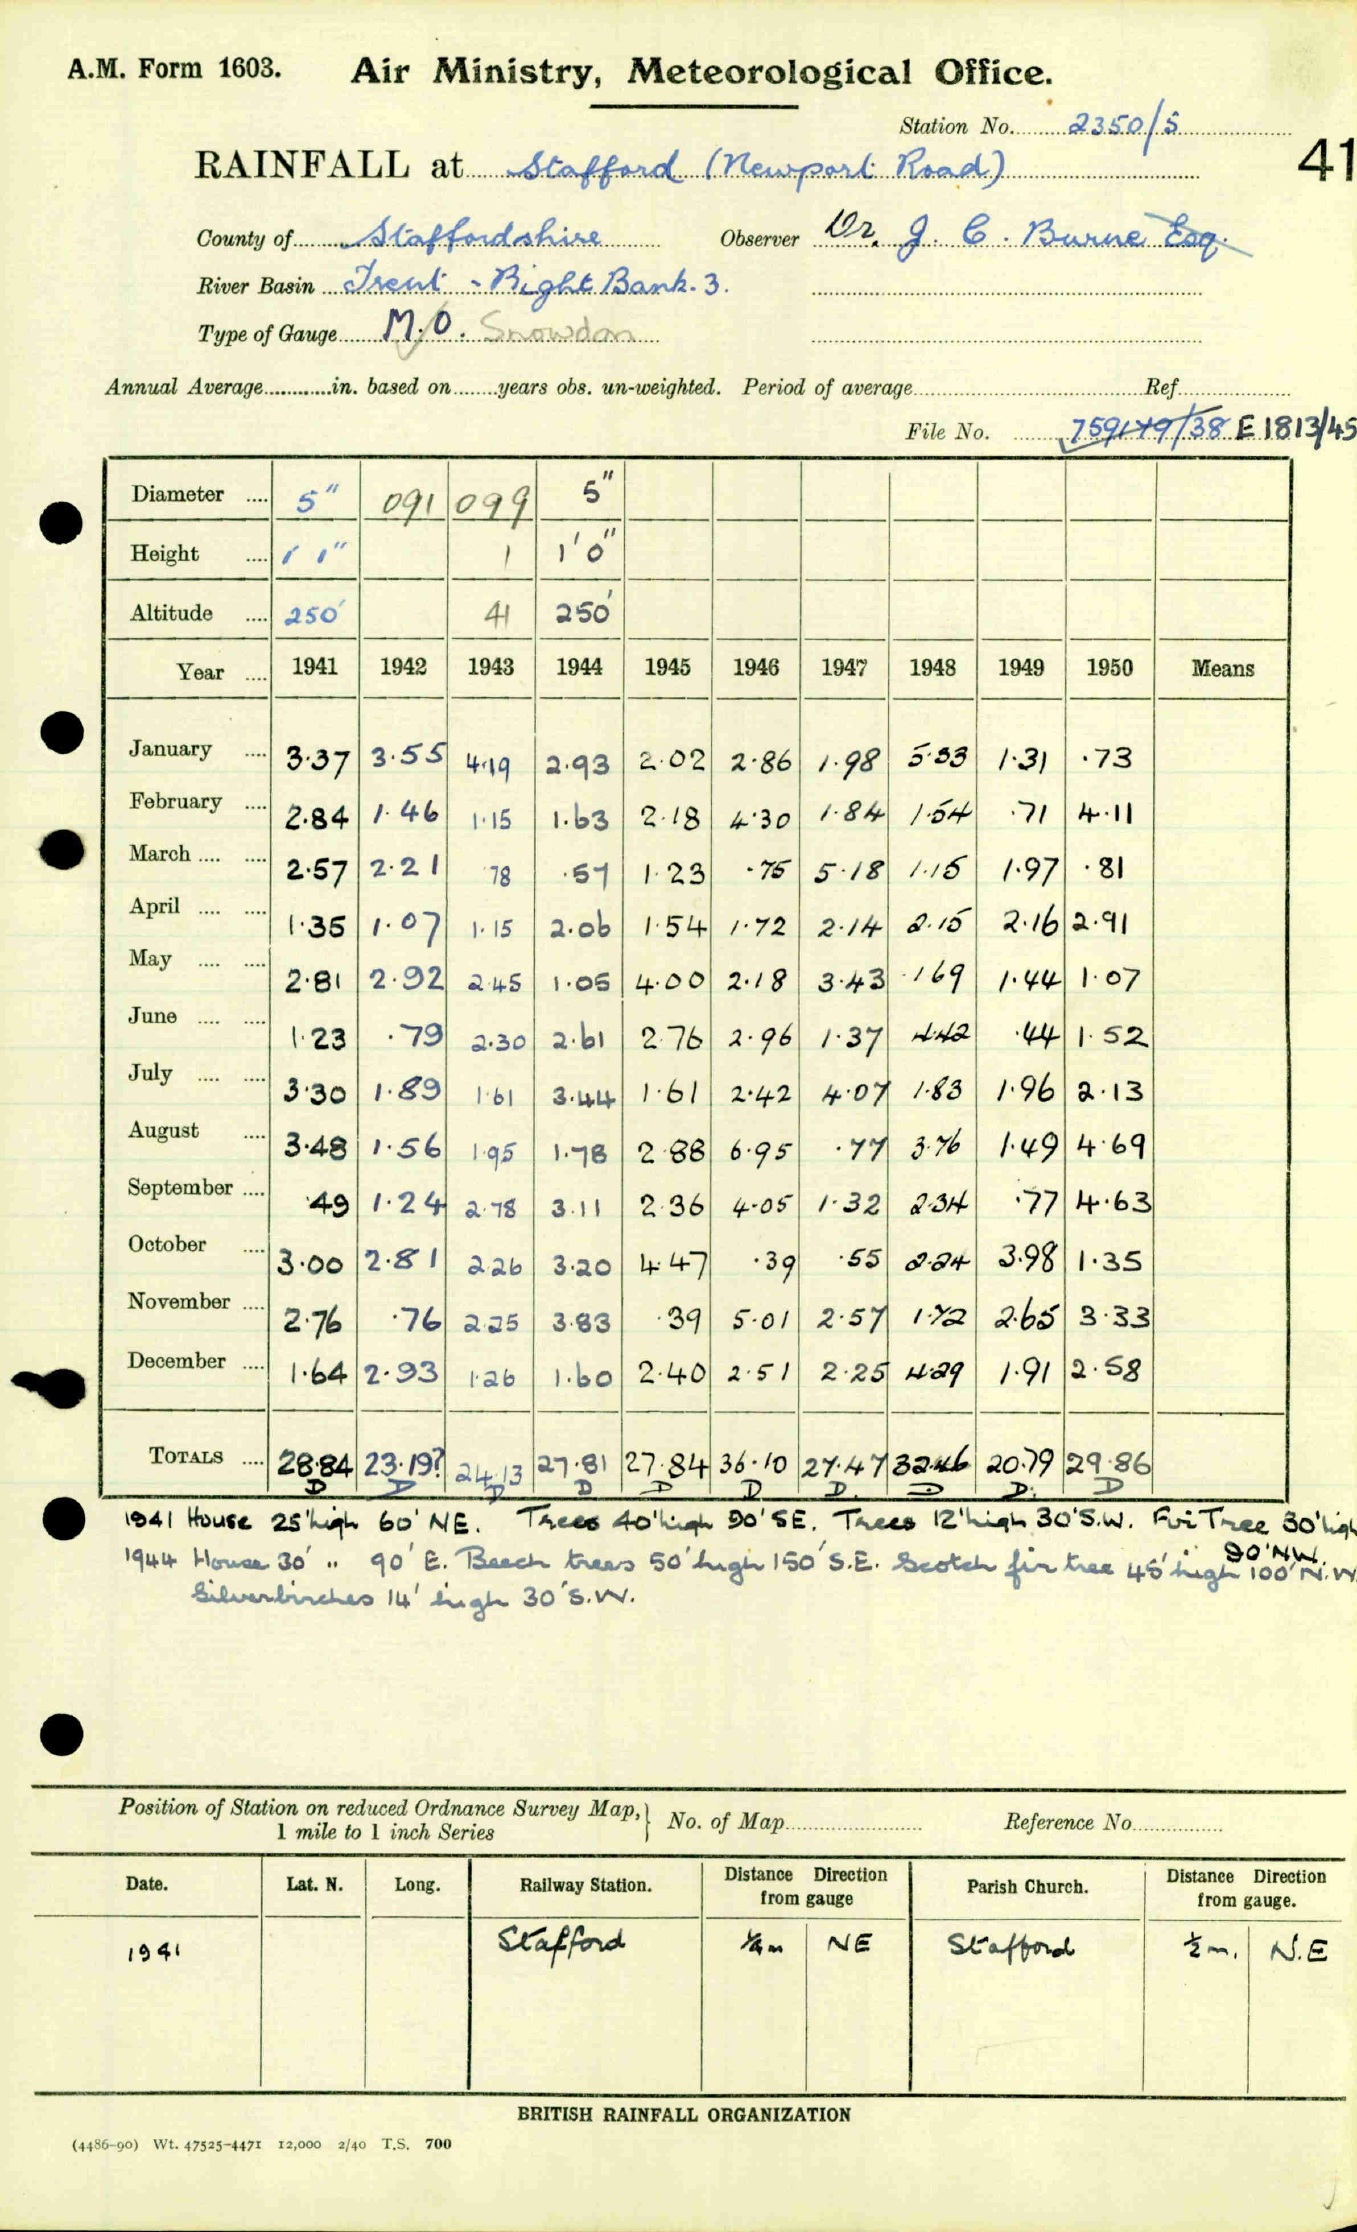 A.M. Form 1603. Air Ministry, Meteorological Office.
Station No. 2350/5
41
RAINFALL at Stafford (Newport Road)
County of Staffordshire Observer Dr. J. C. Burne Esq.
River Basin Trent - Right Bank. 3.
Type of Gauge M.O. Snowdon
Annual Average in. based on years obs. un-weighted. Period of average Ref
File No. 759149/38 E1813/45
Diameter 5" 091 099 5"
Height 1' 1" 1 1'0"
Altitude 250' 41 250'
Year 1941 1942 1943 1944 1945 1946 1947 1948 1949 1950 Means
January 3.37 3.55 4.19 2.93 2.02 2.86 1.98 5.33 1.31 .73
February 2.84 1.46 1.15 1.63 2.18 4.30 1.84 1.54 .71 4.11
March 2.57 2.21 78 .57 1.23 .75 5.18 1.15 1.97 .81
April 1.35 1.07 1.15 2.06 1.54 1.72 2.14 2.15 2.16 2.91
May 2.81 2.92 2.45 1.05 4.00 2.18 3.43 1.69 1.44 1.07
June 1.23 .79 2.30 2.61 2.76 2.96 1.37 4.42 .44 1.52
July 3.30 1.89 1.61 3.44 1.61 2.42 4.07 1.83 1.96 2.13
August 3.48 1.56 1.95 1.78 2.88 6.95 .77 3.76 1.49 4.69
September .49 1.24 2.78 3.11 2.36 4.05 1.32 2.34 .77 4.63
October 3.00 2.81 2.26 3.20 4.47 .39 .55 2.24 3.98 1.35
November 2.76 .76 2.25 3.83 .39 5.01 2.57 1.72 2.65 3.33
December 1.64 2.93 1.26 1.60 2.40 2.51 2.25 4.29 1.91 2.58
TOTALS 28.84 23.19? 24.13 27.81 27.84 36.10 27.47 32.46 20.79 29.86
D D D D D D D D D D
1941 House 25' high 60' NE. Trees 40' high 90' SE. Trees 12' high 30' S.W. Fir Tree 30' high
90' NW.
1944 House 30' " 90' E. Beech trees 50' high 150' S.E. Scotch fir tree 45' high 100' N.W
Silverbirches 14' high 30' S.W.
Position of Station on reduced Ordnance Survey Map, 1 mile to 1 inch Series } No. of Map Reference No.
Date. Lat. N. Long. Railway Station. Distance Direction from gauge Parish Church. Distance Direction from gauge.
1941 Stafford ¼ m NE Stafford ½ m. N.E
BRITISH RAINFALL ORGANIZATION
(4486-90) Wt. 47525-4471 12,000 2/40 T.S. 700